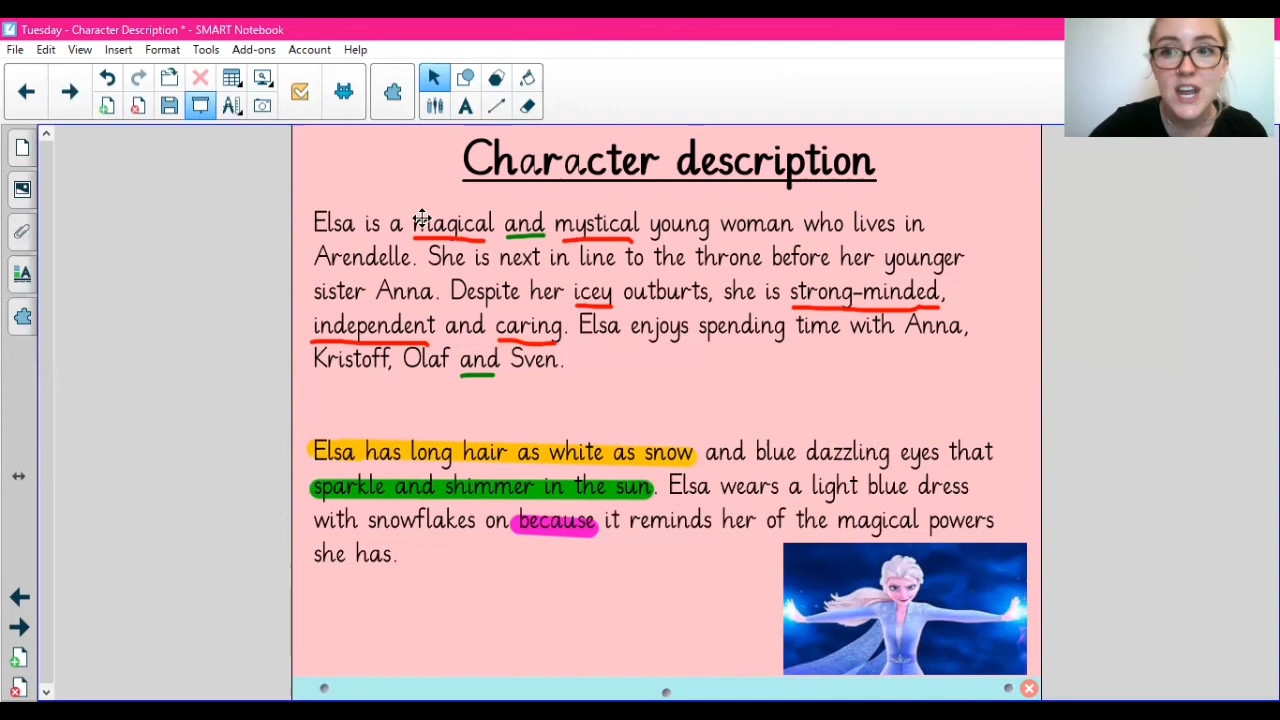 Tuesday - Character Description * - SMART Notebook
File Edit View Insert Format Tools Add-ons Account Help
Character description
Elsa is a magical and mystical young woman who lives in
Arendelle. She is next in line to the throne before her younger
sister Anna. Despite her icey outburts, she is strong-minded,
independent and caring. Elsa enjoys spending time with Anna,
Kristoff, Olaf and Sven.
Elsa has long hair as white as snow and blue dazzling eyes that
sparkle and shimmer in the sun. Elsa wears a light blue dress
with snowflakes on because it reminds her of the magical powers
she has.